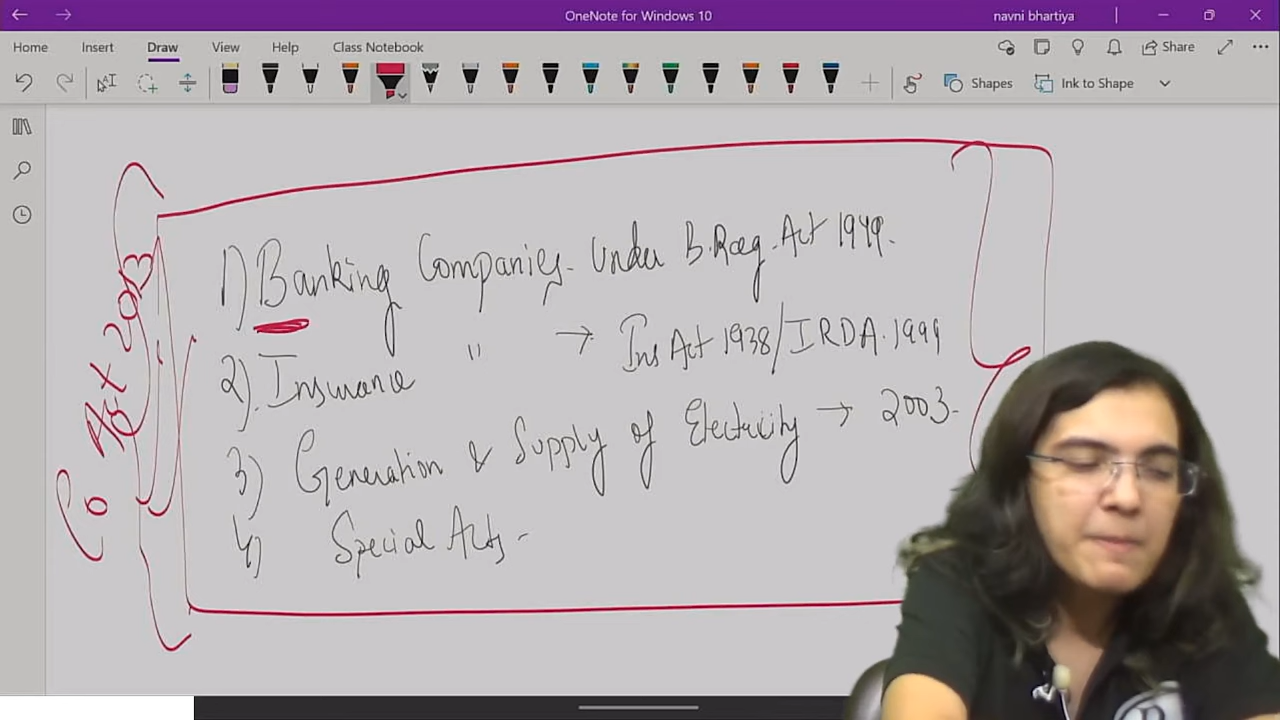 OneNote for Windows 10
navni bhartiya
Home Insert Draw View Help Class Notebook
Share
Shapes Ink to Shape
Co Act 2013
1) Banking Companies. Under B.Reg. Act 1949.
2). Insurance " → Ins Act 1938/IRDA.1999
3) Generation & Supply of Electricity → 2003-
4) Special Acts-